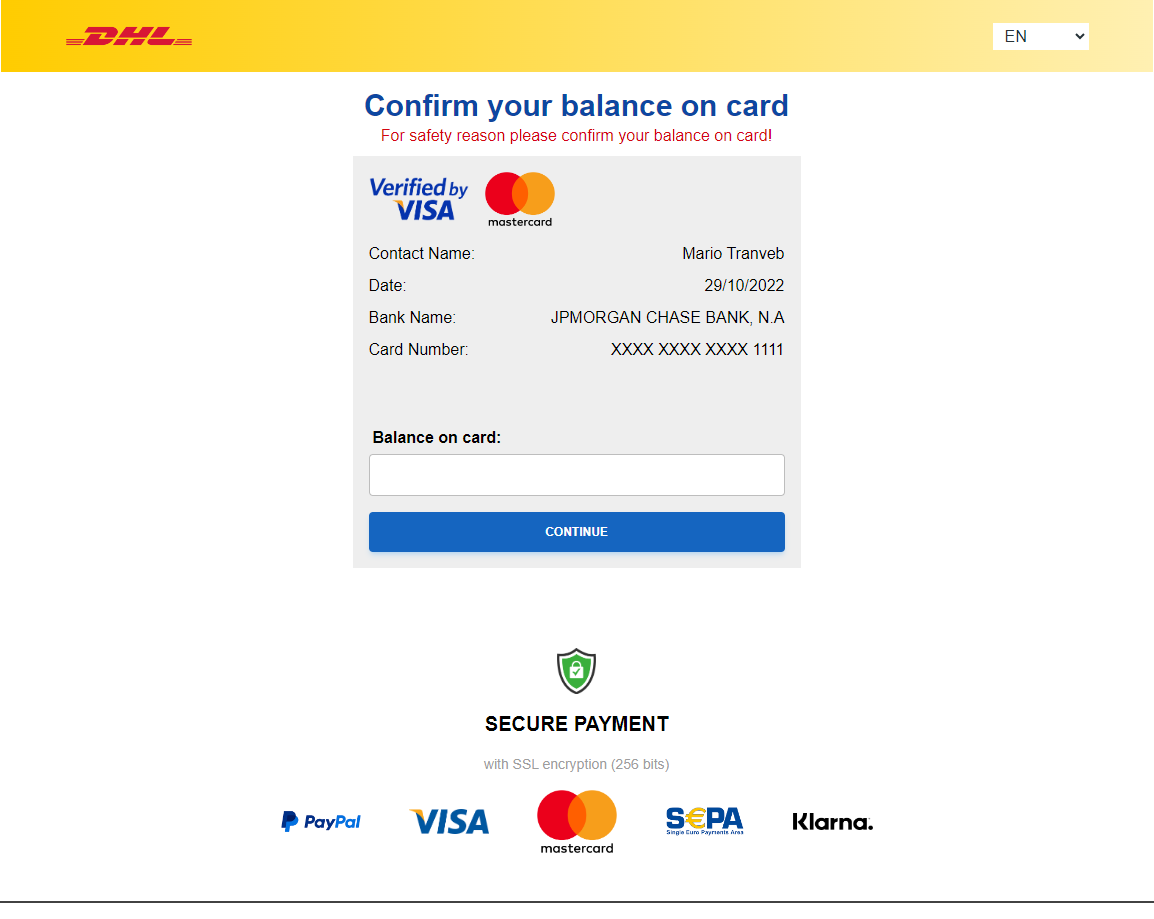 DHL
EN
Confirm your balance on card
For safety reason please confirm your balance on card!
Verified by
VISA
mastercard
Contact Name: Mario Tranveb
Date: 29/10/2022
Bank Name: JPMORGAN CHASE BANK, N.A
Card Number: XXXX XXXX XXXX 1111
Balance on card:
CONTINUE
SECURE PAYMENT
with SSL encryption (256 bits)
PayPal VISA mastercard S€PA Klarna.
Single Euro Payments Area